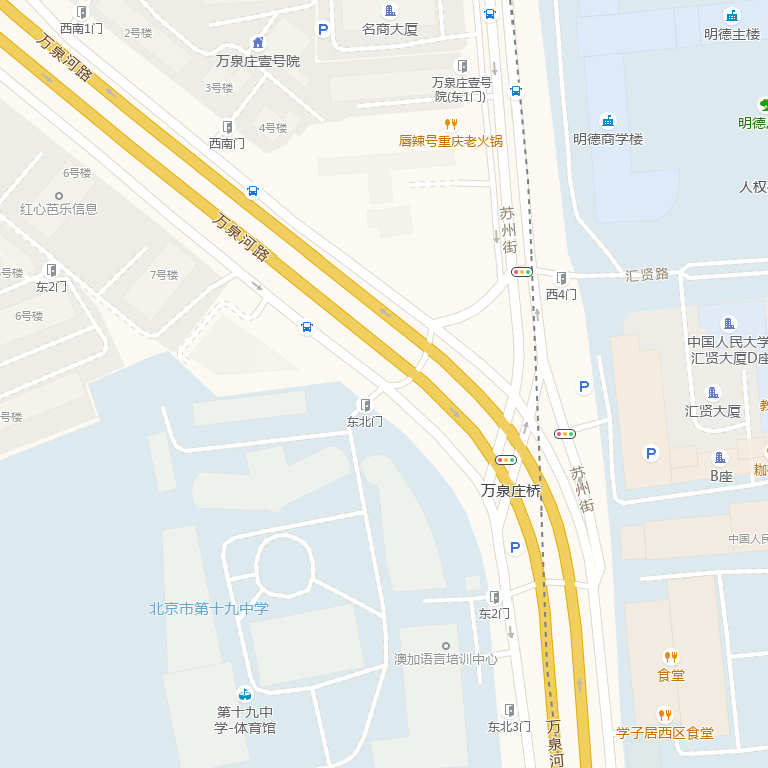 西南1门
2号楼
P
名商大厦
明德主楼
万泉河路
万泉庄壹号院
万泉庄壹号
院(东1门)
3号楼
4号楼
西南门
唇辣号重庆老火锅
明德商学楼
明德
6号楼
红心芭乐信息
人权
苏州街
万泉河路
号楼
东2门
7号楼
6号楼
西4门
汇贤路
中国人民大学
汇贤大厦D座
P
汇贤大厦
教
号楼
东北门
P
B座
万泉庄桥
苏州街
P
中国人民
北京市第十九中学
东2门
澳加语言培训中心
食堂
第十九中
学-体育馆
东北3门
万泉河
学子居西区食堂